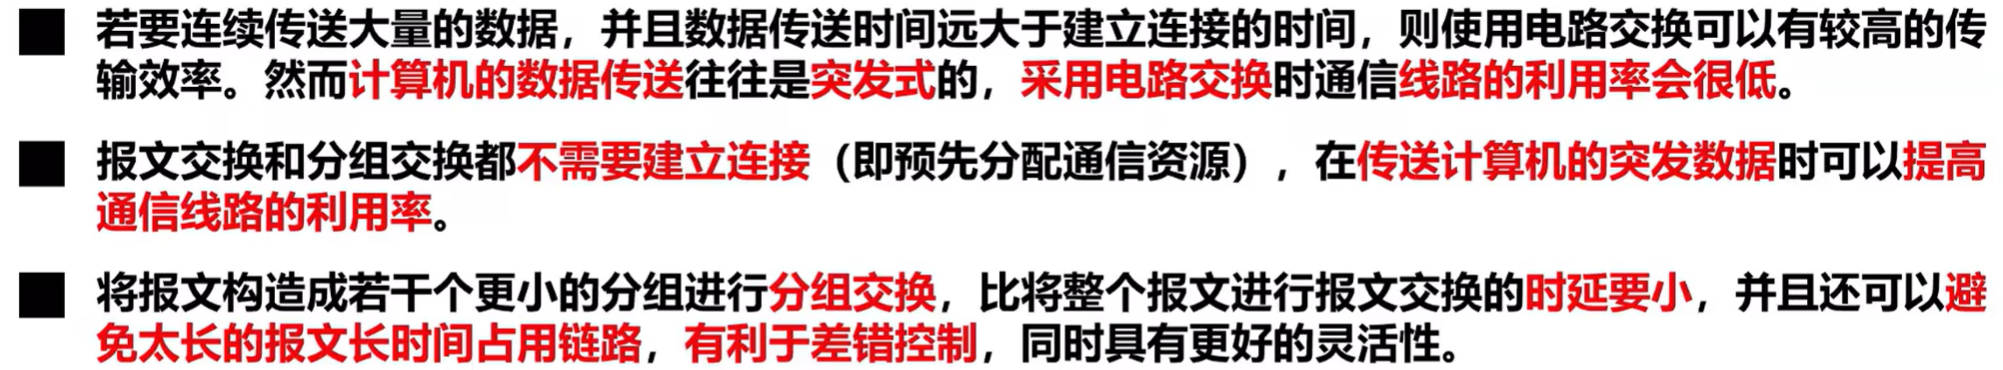 若要连续传送大量的数据，并且数据传送时间远大于建立连接的时间，则使用电路交换可以有较高的传
输效率。然而计算机的数据传送往往是突发式的，采用电路交换时通信线路的利用率会很低。
报文交换和分组交换都不需要建立连接（即预先分配通信资源），在传送计算机的突发数据时可以提高
通信线路的利用率。
将报文构造成若干个更小的分组进行分组交换，比将整个报文进行报文交换的时延要小，并且还可以避
免太长的报文长时间占用链路，有利于差错控制，同时具有更好的灵活性。